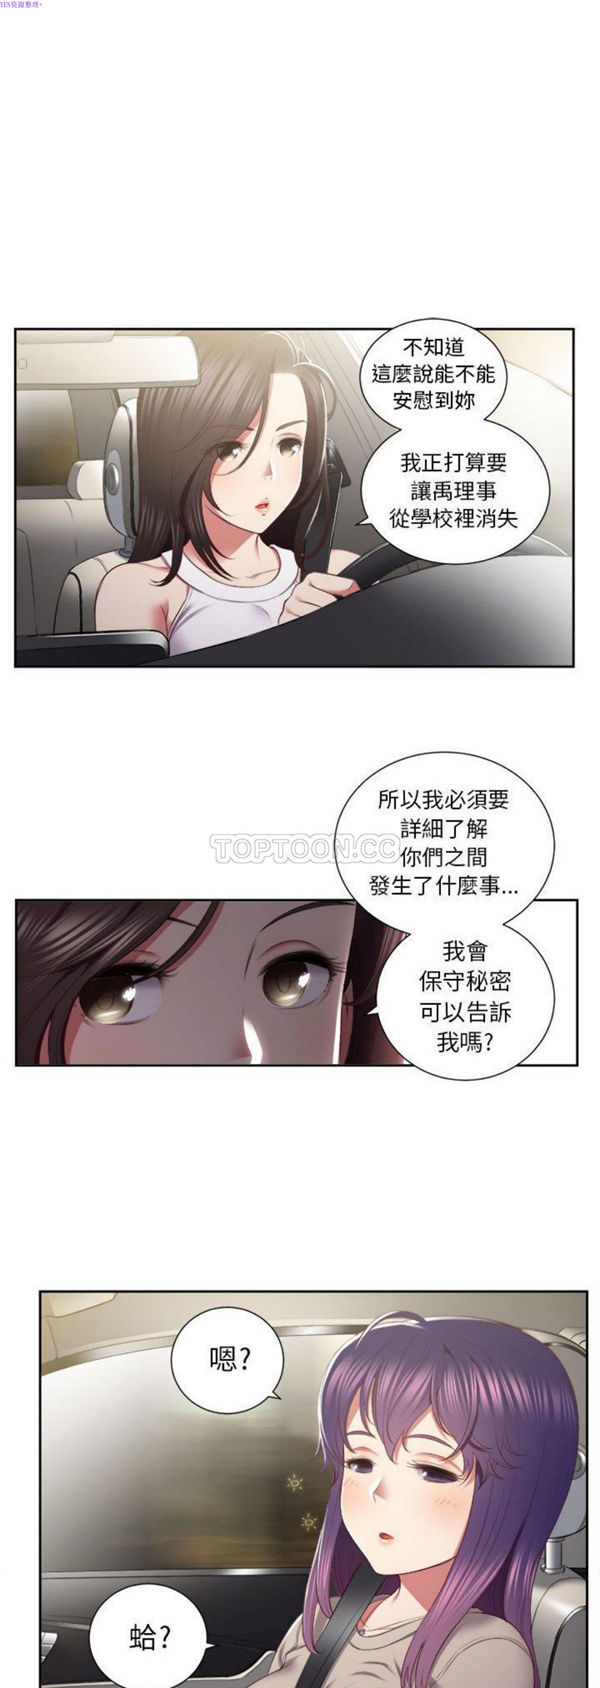 IES资源整理+
不知道
這麼說能不能
安慰到妳
我正打算要
讓禹理事
從學校裡消失
所以我必須要
詳細了解
你們之間
發生了什麼事...
TOPTOON.CC
我會
保守秘密
可以告訴
我嗎?
嗯?
蛤?